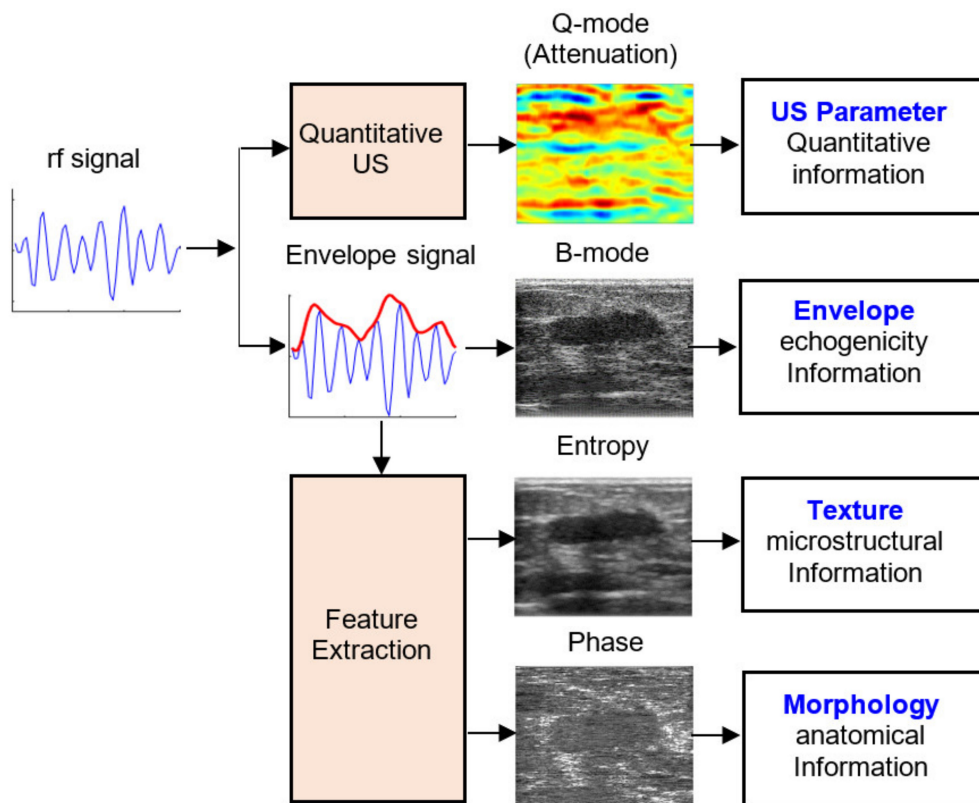 Q-mode
(Attenuation)
rf signal
Quantitative
US
US Parameter
Quantitative
information
Envelope signal
B-mode
Envelope
echogenicity
Information
Feature
Extraction
Entropy
Texture
microstructural
Information
Phase
Morphology
anatomical
Information